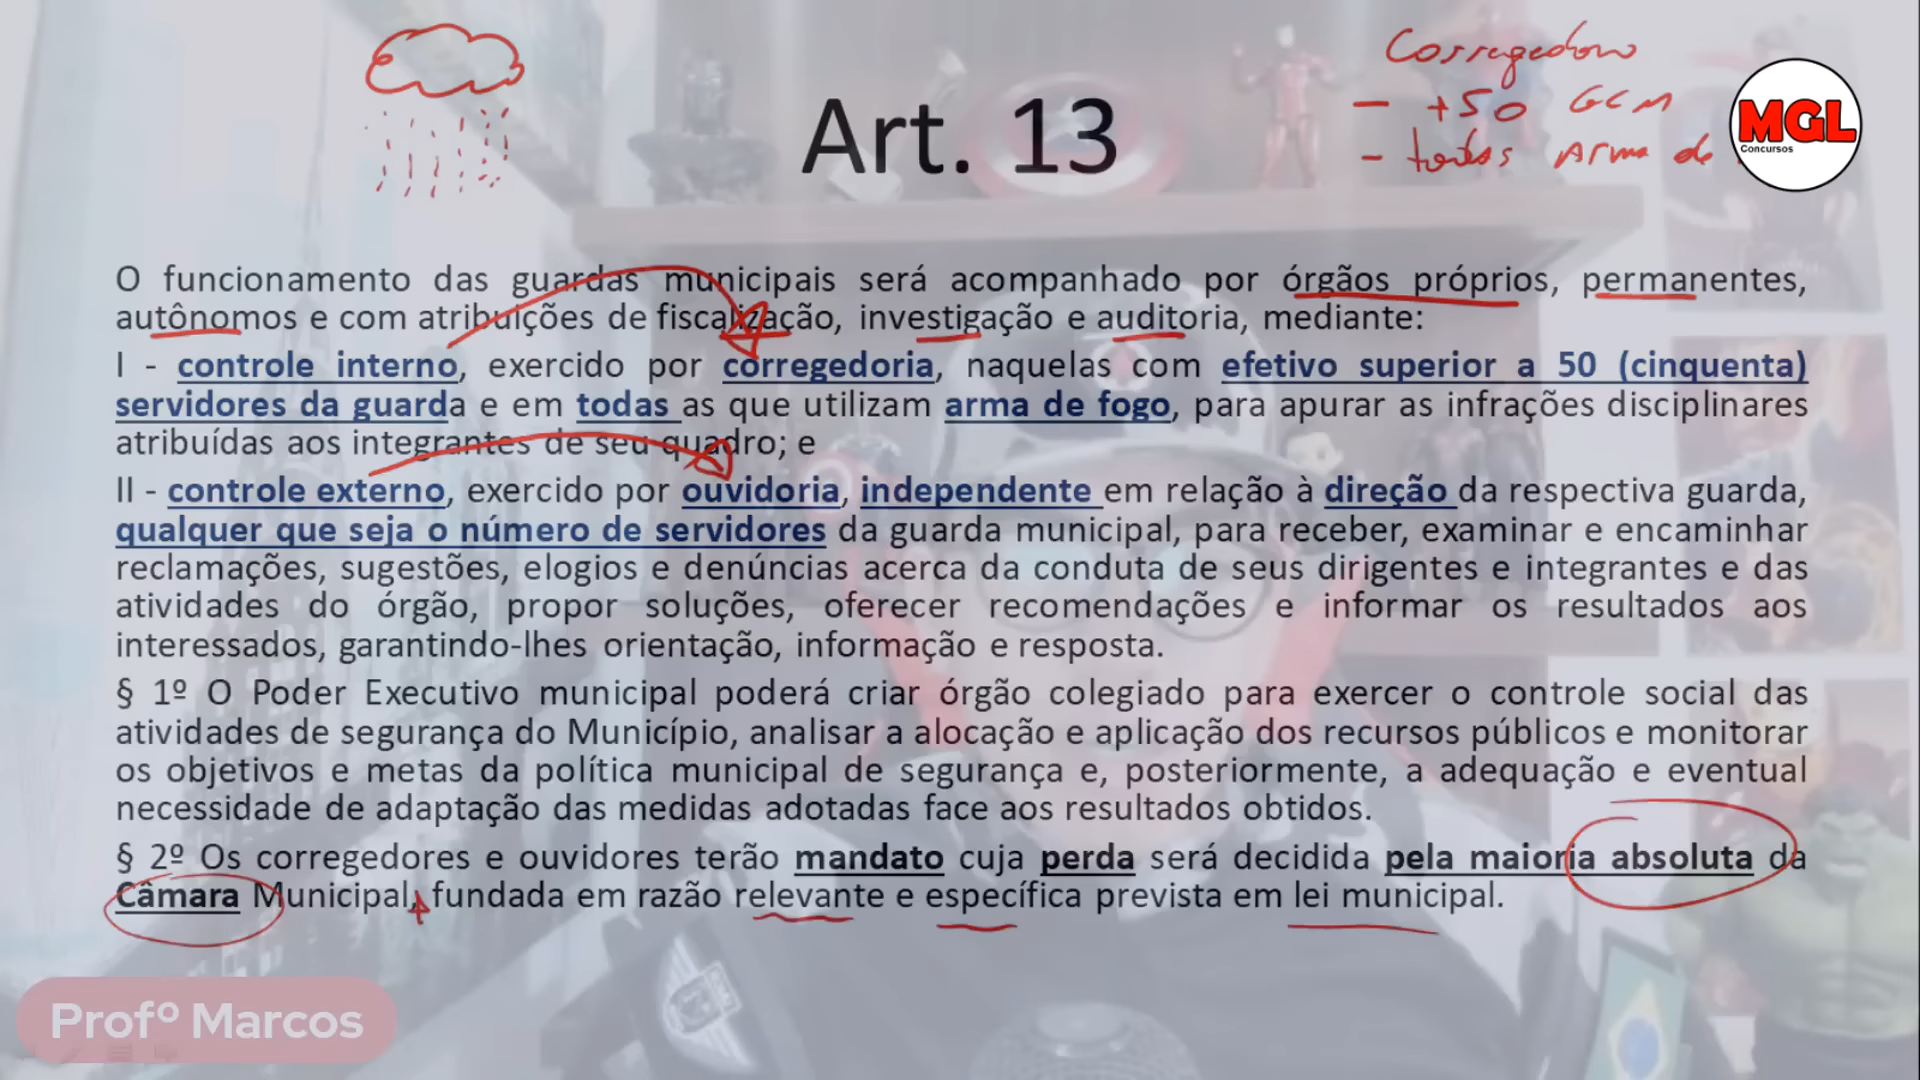 Corregedoria
- +50 GCM
- todas Arma de
MGL
Concursos
Art. 13
O funcionamento das guardas municipais será acompanhado por órgãos próprios, permanentes,
autônomos e com atribuições de fiscalização, investigação e auditoria, mediante:
I - controle interno, exercido por corregedoria, naquelas com efetivo superior a 50 (cinquenta)
servidores da guarda e em todas as que utilizam arma de fogo, para apurar as infrações disciplinares
atribuídas aos integrantes de seu quadro; e
II - controle externo, exercido por ouvidoria, independente em relação à direção da respectiva guarda,
qualquer que seja o número de servidores da guarda municipal, para receber, examinar e encaminhar
reclamações, sugestões, elogios e denúncias acerca da conduta de seus dirigentes e integrantes e das
atividades do órgão, propor soluções, oferecer recomendações e informar os resultados aos
interessados, garantindo-lhes orientação, informação e resposta.
§ 1º O Poder Executivo municipal poderá criar órgão colegiado para exercer o controle social das
atividades de segurança do Município, analisar a alocação e aplicação dos recursos públicos e monitorar
os objetivos e metas da política municipal de segurança e, posteriormente, a adequação e eventual
necessidade de adaptação das medidas adotadas face aos resultados obtidos.
§ 2º Os corregedores e ouvidores terão mandato cuja perda será decidida pela maioria absoluta da
Câmara Municipal, fundada em razão relevante e específica prevista em lei municipal.
Profº Marcos